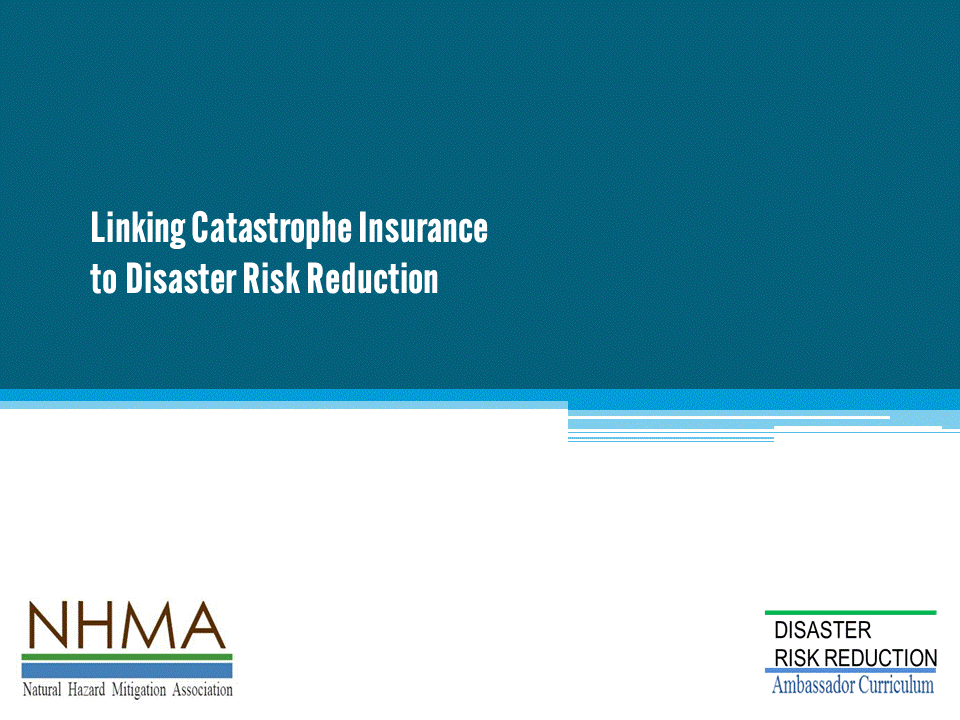 Linking Catastrophe Insurance
to Disaster Risk Reduction
NHMA
Natural Hazard Mitigation Association
DISASTER
RISK REDUCTION
Ambassador Curriculum